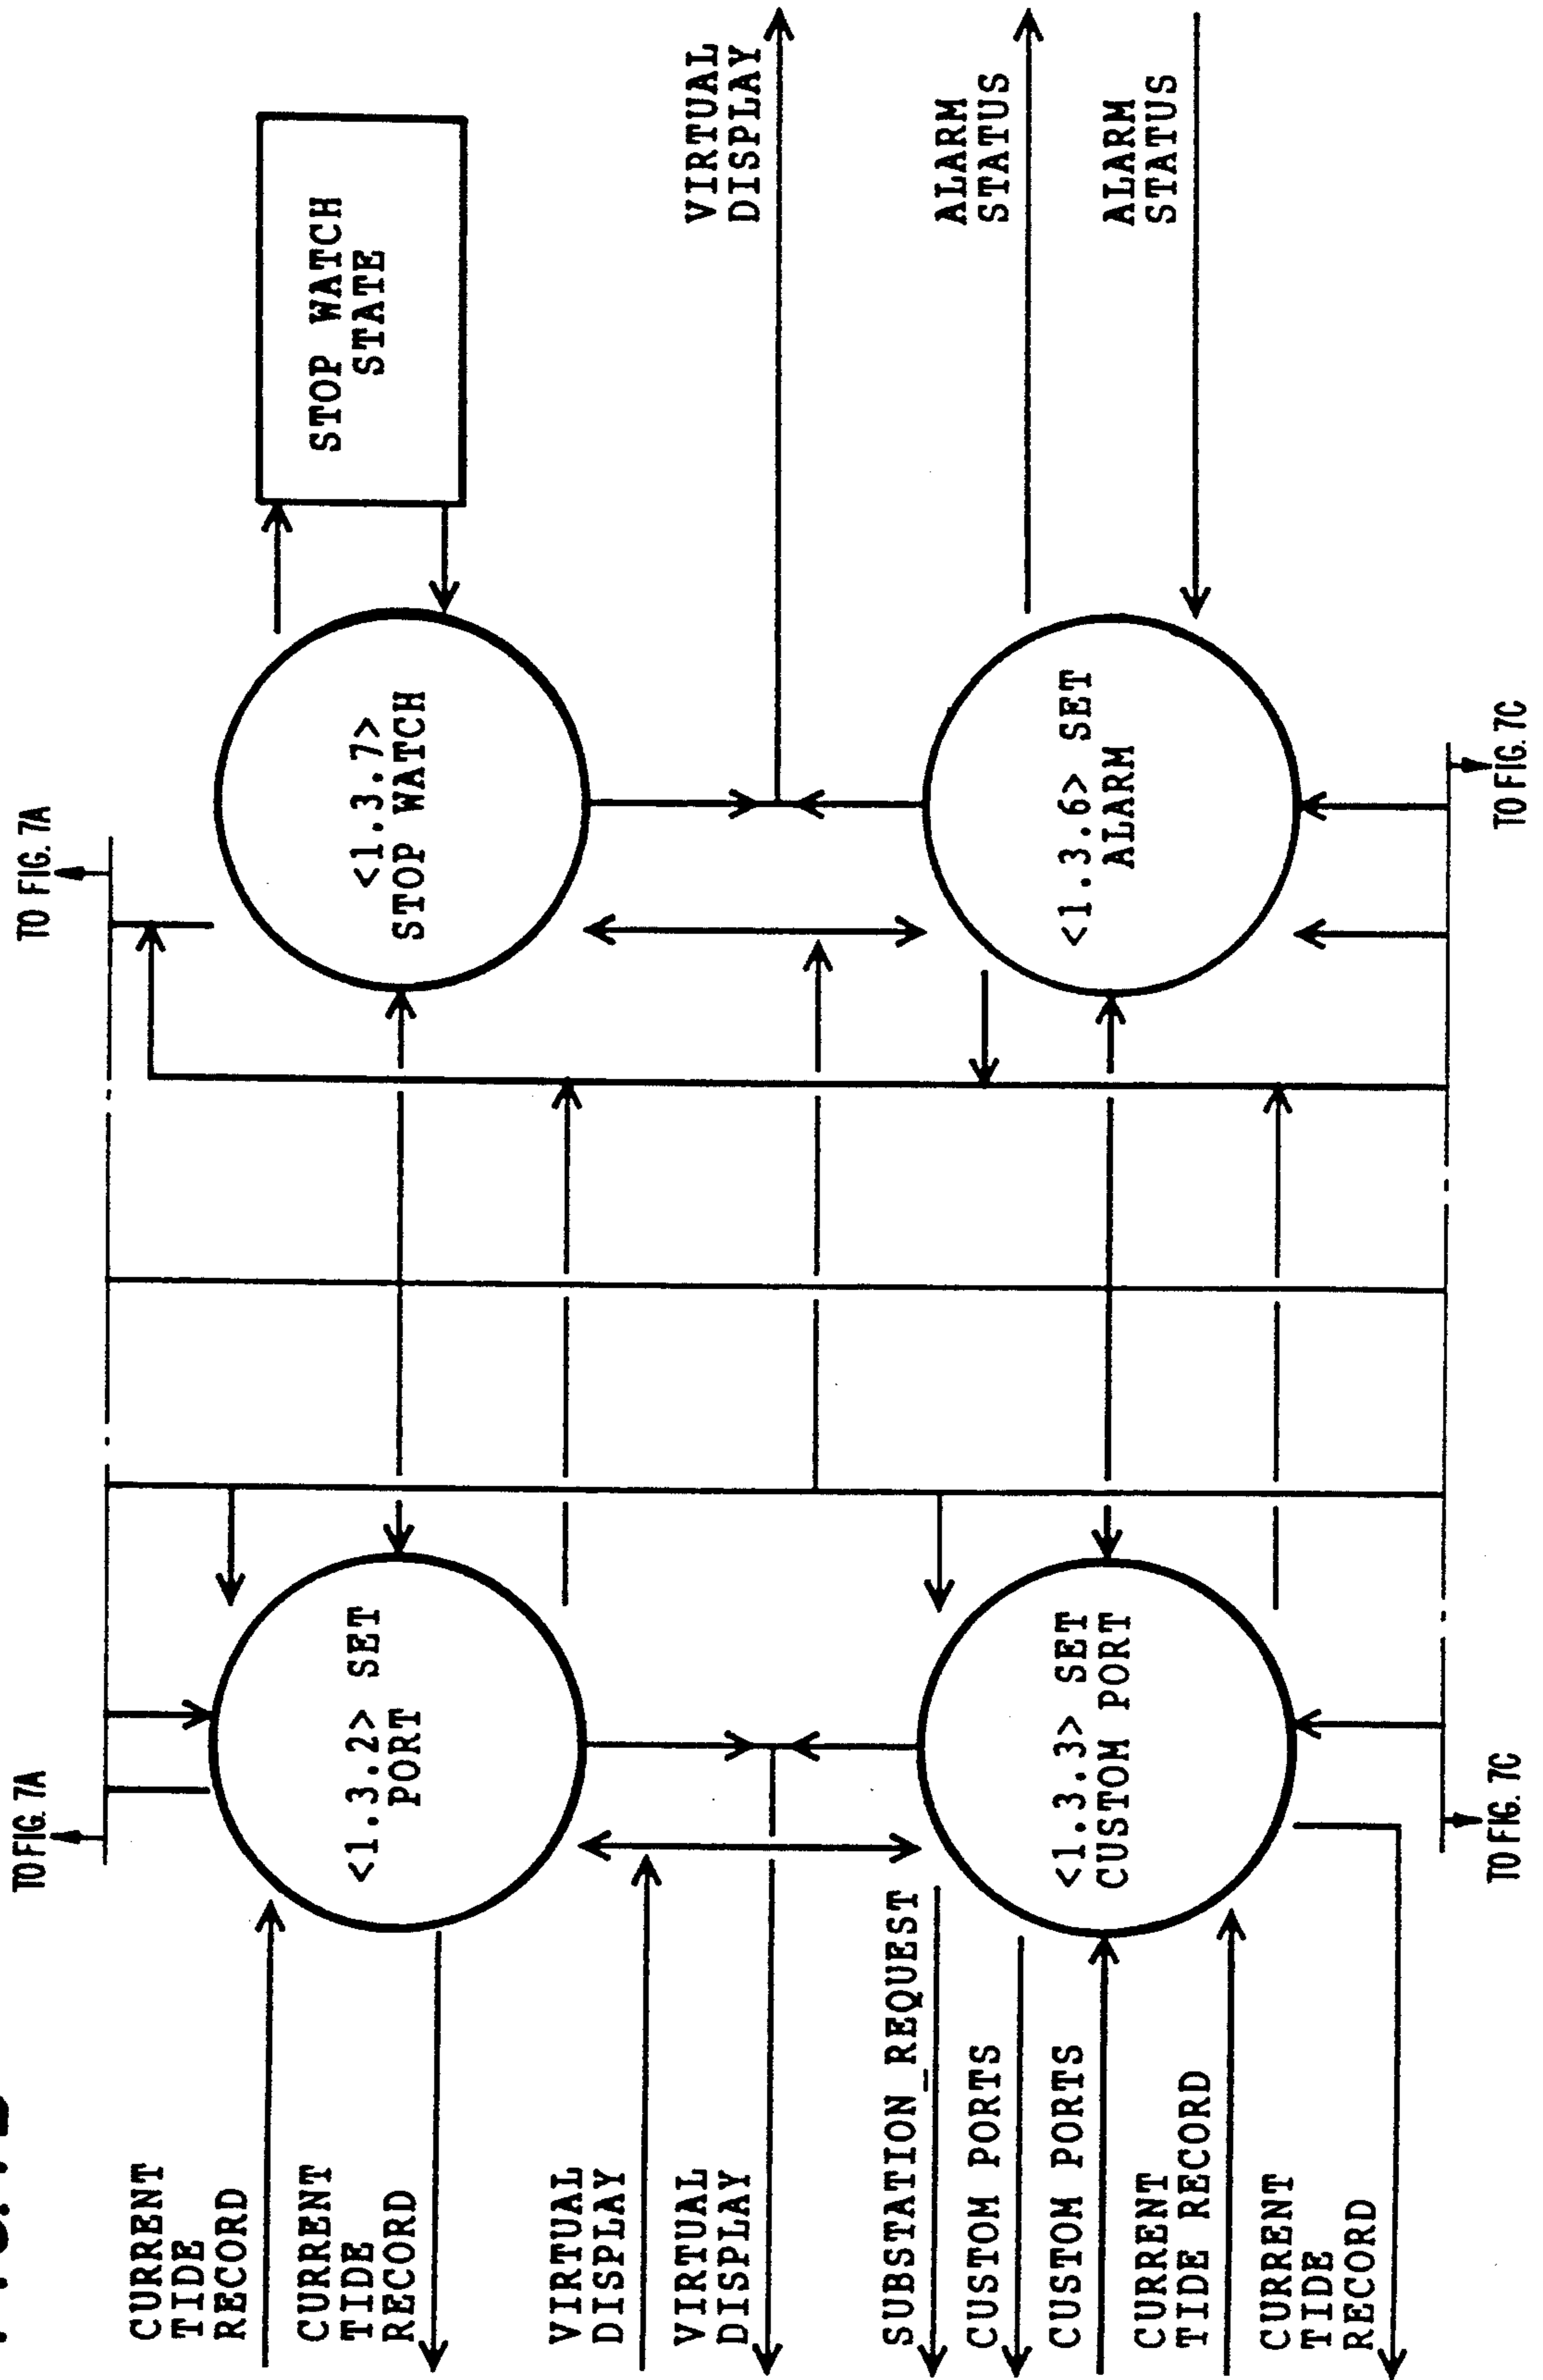 TO FIG. 7A
TO FIG. 7A
CURRENT
TIDE
RECORD
CURRENT
TIDE
RECORD
<1.3.2> SET
PORT
<1.3.7>
STOP WATCH
STOP WATCH
STATE
VIRTUAL
DISPLAY
VIRTUAL
DISPLAY
VIRTUAL
DISPLAY
SUBSTATION_REQUEST
CUSTOM PORTS
CUSTOM PORTS
CURRENT
TIDE RECORD
CURRENT
TIDE
RECORD
<1.3.3> SET
CUSTOM PORT
<1.3.6> SET
ALARM
ALARM
STATUS
ALARM
STATUS
TO FIG. 7C
TO FIG. 7C